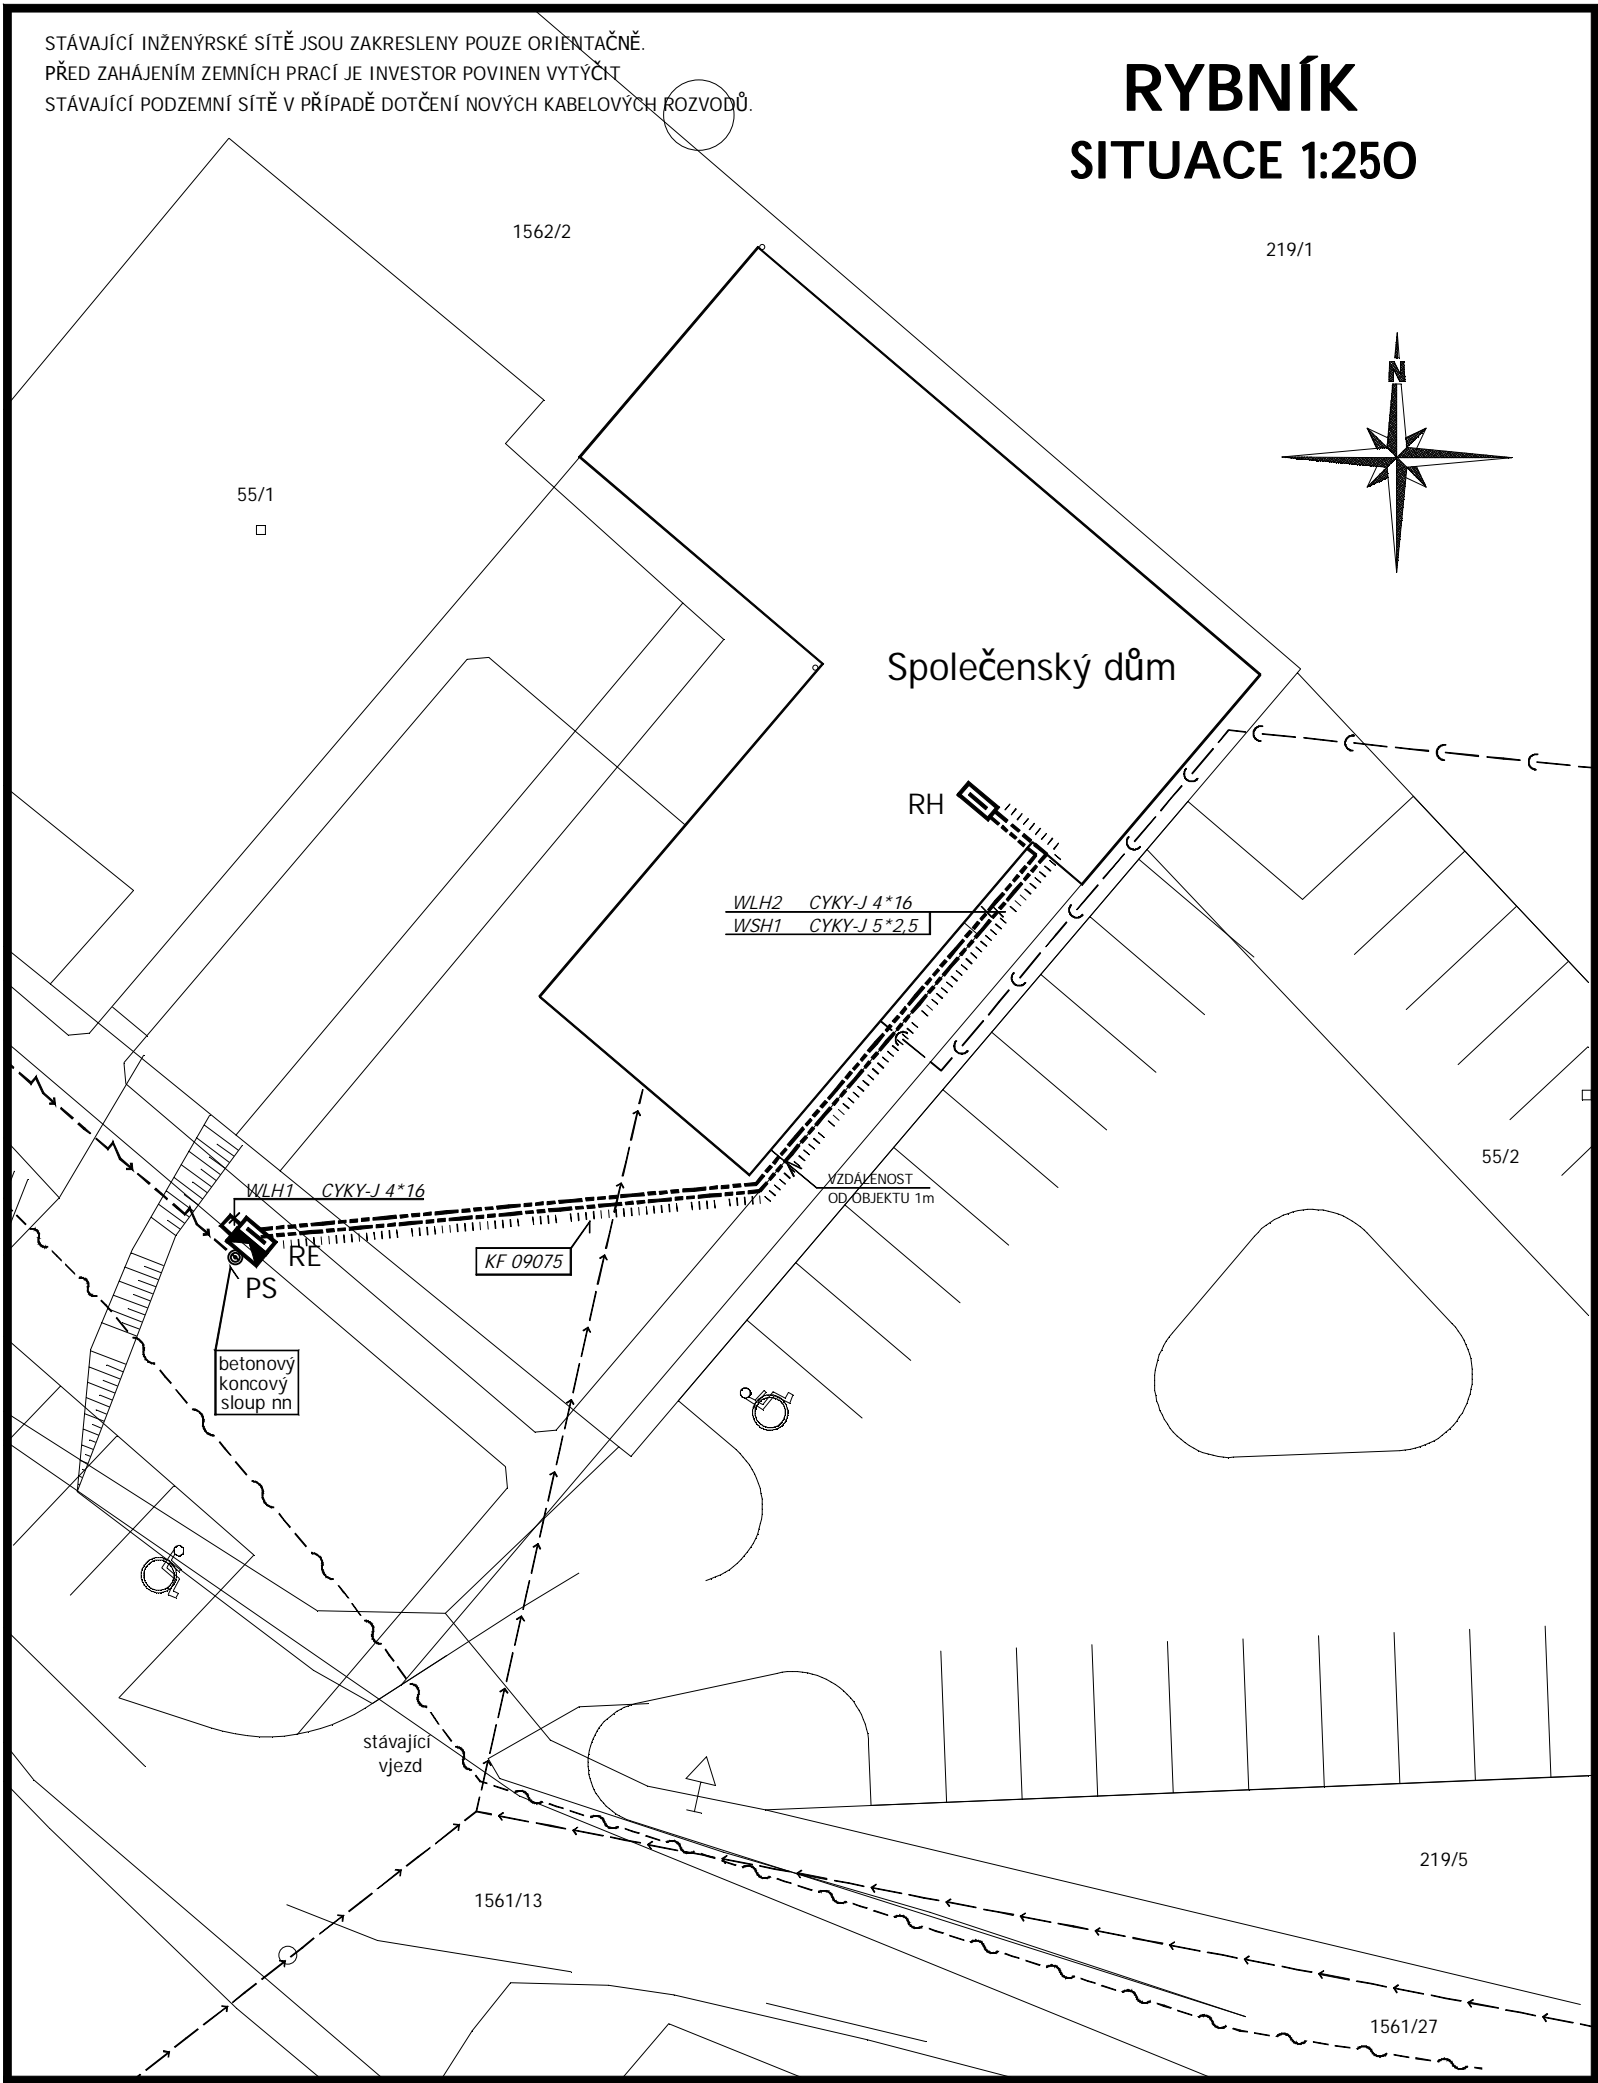 STÁVAJÍCÍ INŽENÝRSKÉ SÍTĚ JSOU ZAKRESLENY POUZE ORIENTAČNĚ.
PŘED ZAHÁJENÍM ZEMNÍCH PRACÍ JE INVESTOR POVINEN VYTÝČIT
STÁVAJÍCÍ PODZEMNÍ SÍTĚ V PŘÍPADĚ DOTČENÍ NOVÝCH KABELOVÝCH ROZVODŮ.
RYBNÍK
SITUACE 1:250
1562/2
219/1
N
55/1
Společenský dům
RH
WLH2 CYKY-J 4*16
WSH1 CYKY-J 5*2,5
55/2
VZDÁLENOST
OD OBJEKTU 1m
WLH1 CYKY-J 4*16
RE
KF 09075
PS
betonový
koncový
sloup nn
stávající
vjezd
219/5
1561/13
1561/27